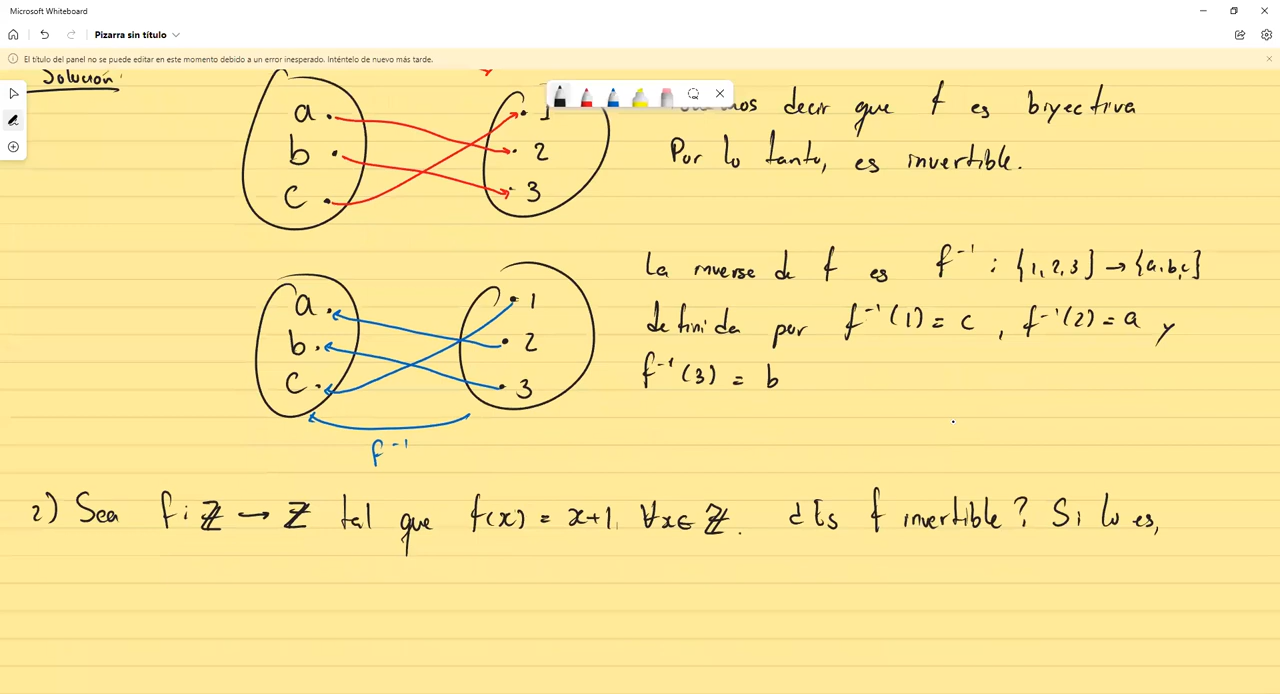 Microsoft Whiteboard
Pizarra sin título
El título del panel no se puede editar en este momento debido a un error inesperado. Inténtelo de nuevo más tarde.
Solución:
a
b
c
1
2
3
mos decir que f es biyectiva
Por lo tanto, es invertible.
a
b
c
1
2
3
f⁻¹
La inversa de f es f⁻¹ : {1, 2, 3} → {a, b, c}
definida por f⁻¹(1) = c , f⁻¹(2) = a y
f⁻¹(3) = b
2) Sea f: ℤ → ℤ tal que f(x) = x+1, ∀x∈ ℤ. ¿Es f invertible? Si lo es,